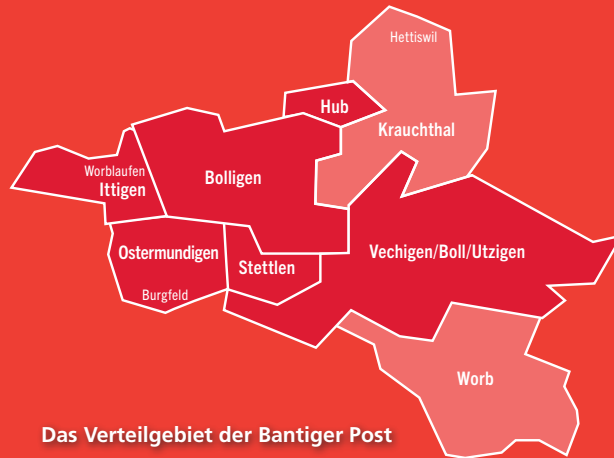 Hettiswil
Hub
Krauchthal
Worblaufen
Ittigen
Bolligen
Ostermundigen
Stettlen
Vechigen/Boll/Utzigen
Burgfeld
Worb
Das Verteilgebiet der Bantiger Post